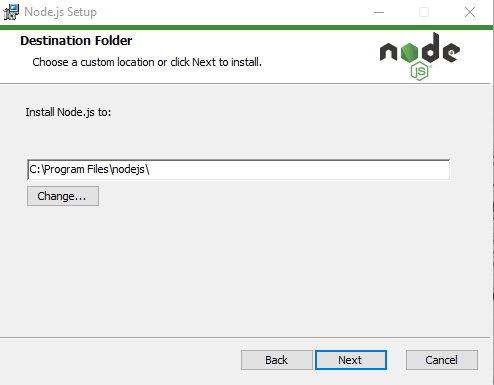 Node.js Setup
Destination Folder
Choose a custom location or click Next to install.
node
JS
Install Node.js to:
C:\Program Files\nodejs\
Change...
Back
Next
Cancel